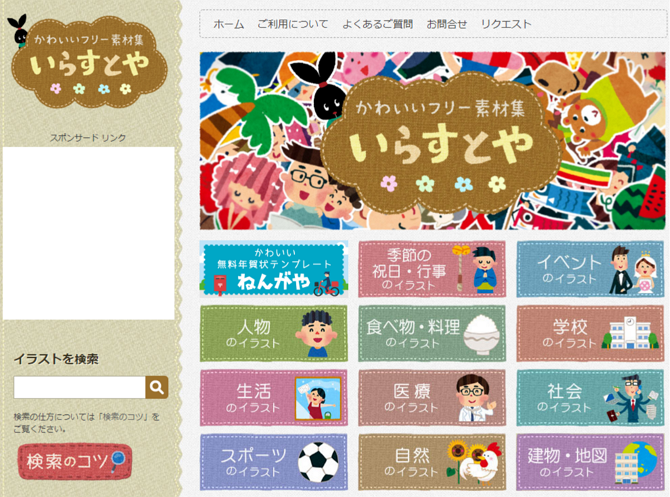 かわいいフリー素材集
いらすとや
スポンサード リンク
イラストを検索
検索の仕方については「検索のコツ」を
ご覧ください。
検索のコツ
ホーム ご利用について よくあるご質問 お問合せ リクエスト
かわいいフリー素材集
いらすとや
かわいい
無料年賀状テンプレート
ねんがや
季節の
祝日・行事
のイラスト
イベント
のイラスト
人物
のイラスト
食べ物・料理
のイラスト
学校
のイラスト
生活
のイラスト
医療
のイラスト
社会
のイラスト
スポーツ
のイラスト
自然
のイラスト
建物・地図
のイラスト